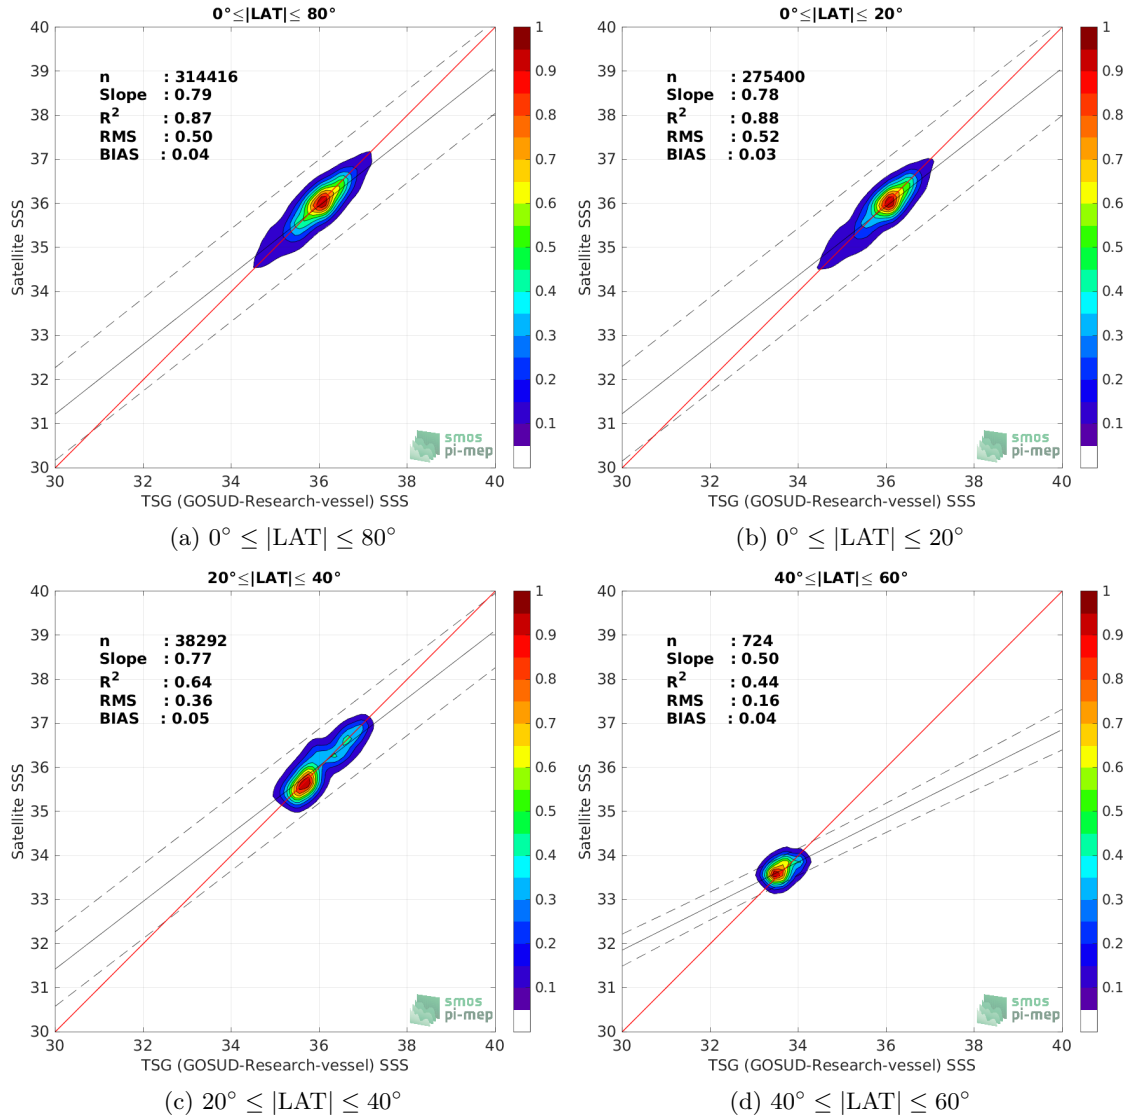 0°≤|LAT|≤ 80°
40
39
38
37
36
35
34
33
32
31
30
Satellite SSS
n : 314416
Slope : 0.79
R² : 0.87
RMS : 0.50
BIAS : 0.04
smos
pi-mep
30 32 34 36 38 40
TSG (GOSUD-Research-vessel) SSS
1
0.9
0.8
0.7
0.6
0.5
0.4
0.3
0.2
0.1
(a) 0° ≤ |LAT| ≤ 80°
0°≤|LAT|≤ 20°
40
39
38
37
36
35
34
33
32
31
30
Satellite SSS
n : 275400
Slope : 0.78
R² : 0.88
RMS : 0.52
BIAS : 0.03
smos
pi-mep
30 32 34 36 38 40
TSG (GOSUD-Research-vessel) SSS
1
0.9
0.8
0.7
0.6
0.5
0.4
0.3
0.2
0.1
(b) 0° ≤ |LAT| ≤ 20°
20°≤|LAT|≤ 40°
40
39
38
37
36
35
34
33
32
31
30
Satellite SSS
n : 38292
Slope : 0.77
R² : 0.64
RMS : 0.36
BIAS : 0.05
smos
pi-mep
30 32 34 36 38 40
TSG (GOSUD-Research-vessel) SSS
1
0.9
0.8
0.7
0.6
0.5
0.4
0.3
0.2
0.1
(c) 20° ≤ |LAT| ≤ 40°
40°≤|LAT|≤ 60°
40
39
38
37
36
35
34
33
32
31
30
Satellite SSS
n : 724
Slope : 0.50
R² : 0.44
RMS : 0.16
BIAS : 0.04
smos
pi-mep
30 32 34 36 38 40
TSG (GOSUD-Research-vessel) SSS
1
0.9
0.8
0.7
0.6
0.5
0.4
0.3
0.2
0.1
(d) 40° ≤ |LAT| ≤ 60°